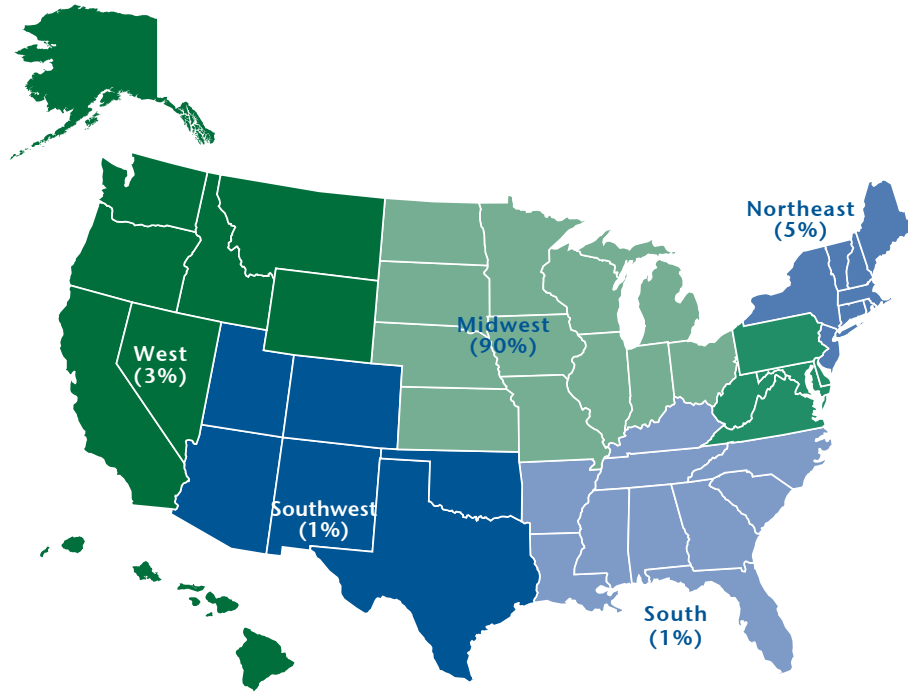 Northeast
(5%)
Midwest
(90%)
West
(3%)
Southwest
(1%)
South
(1%)